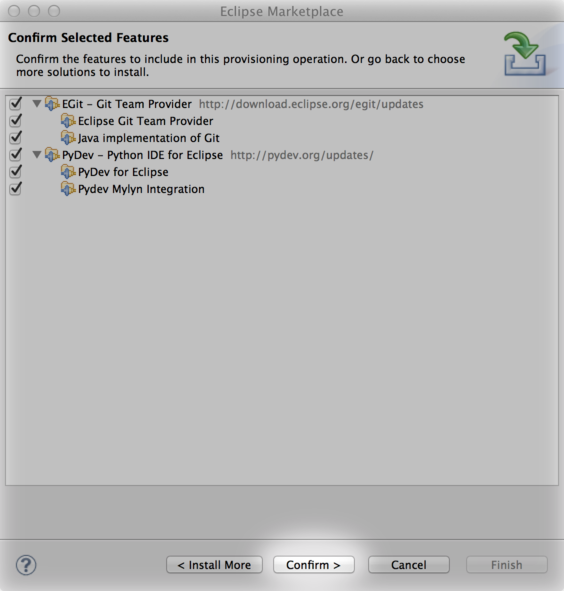 Eclipse Marketplace
Confirm Selected Features
Confirm the features to include in this provisioning operation. Or go back to choose
more solutions to install.
EGit – Git Team Provider http://download.eclipse.org/egit/updates
Eclipse Git Team Provider
Java implementation of Git
PyDev – Python IDE for Eclipse http://pydev.org/updates/
PyDev for Eclipse
Pydev Mylyn Integration
? < Install More Confirm > Cancel Finish